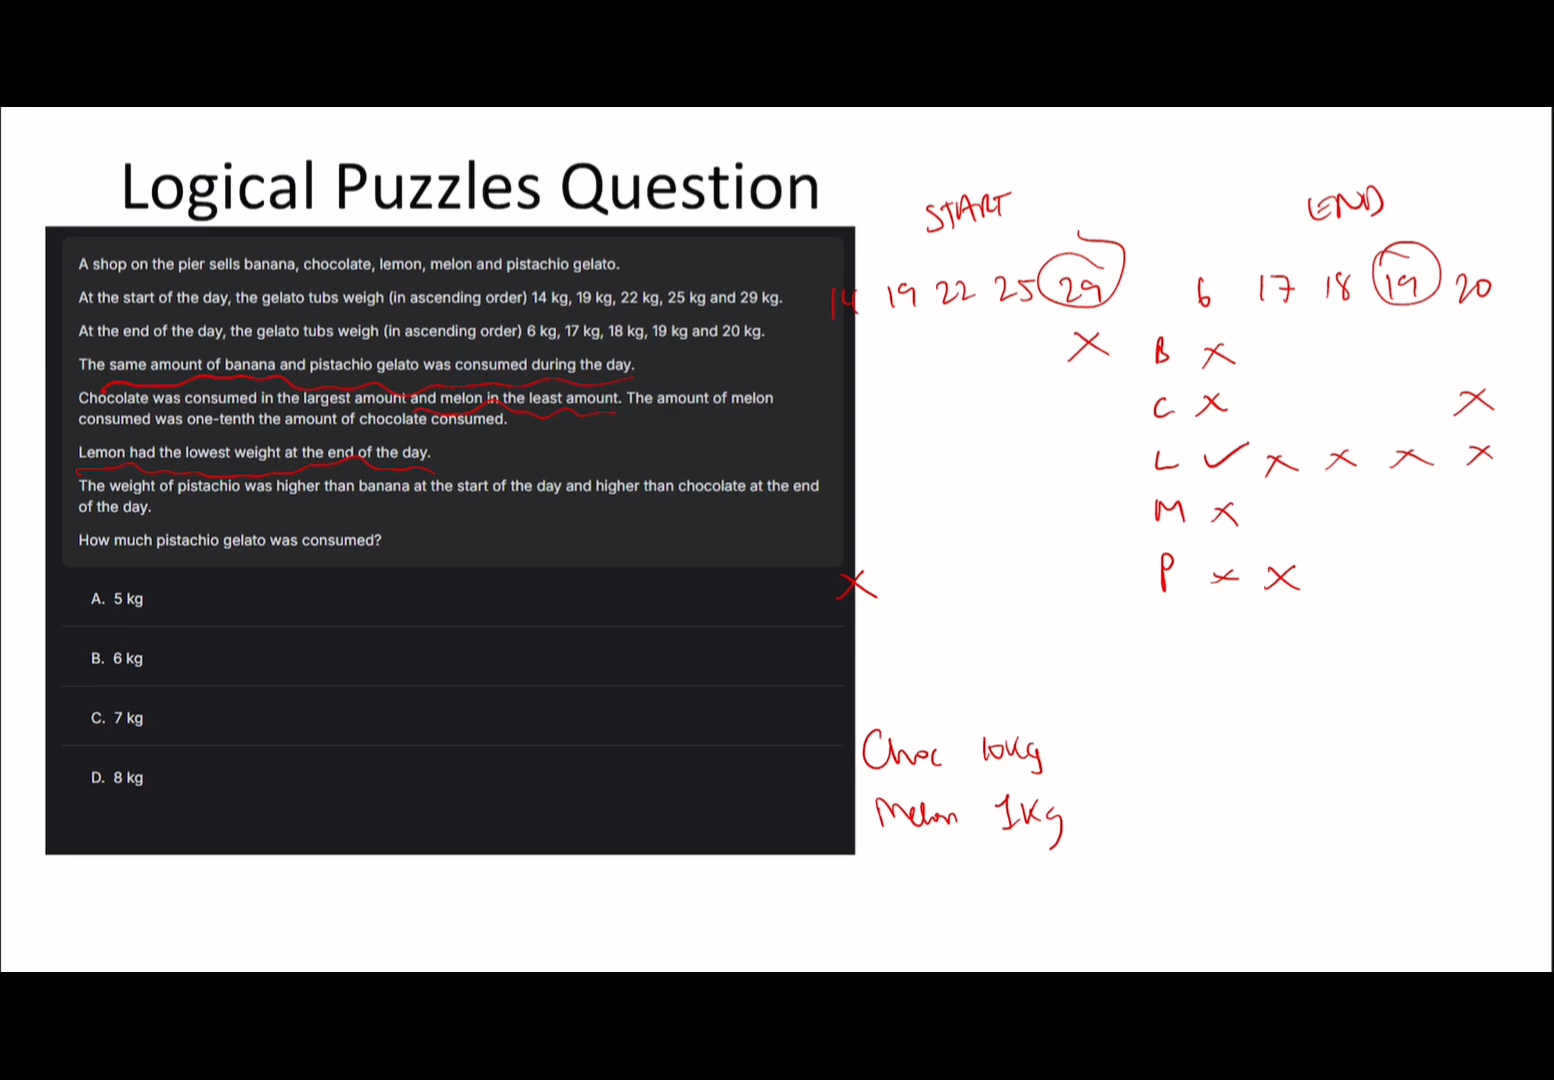 Logical Puzzles Question
A shop on the pier sells banana, chocolate, lemon, melon and pistachio gelato.
At the start of the day, the gelato tubs weigh (in ascending order) 14 kg, 19 kg, 22 kg, 25 kg and 29 kg.
At the end of the day, the gelato tubs weigh (in ascending order) 6 kg, 17 kg, 18 kg, 19 kg and 20 kg.
The same amount of banana and pistachio gelato was consumed during the day.
Chocolate was consumed in the largest amount and melon in the least amount. The amount of melon
consumed was one-tenth the amount of chocolate consumed.
Lemon had the lowest weight at the end of the day.
The weight of pistachio was higher than banana at the start of the day and higher than chocolate at the end
of the day.
How much pistachio gelato was consumed?
A. 5 kg
B. 6 kg
C. 7 kg
D. 8 kg
START END
14 19 22 25 29 6 17 18 19 20
X B X
C X X
L ✓ X X X X
M X
P X X
X
Choc 10Kg
Melon 1Kg